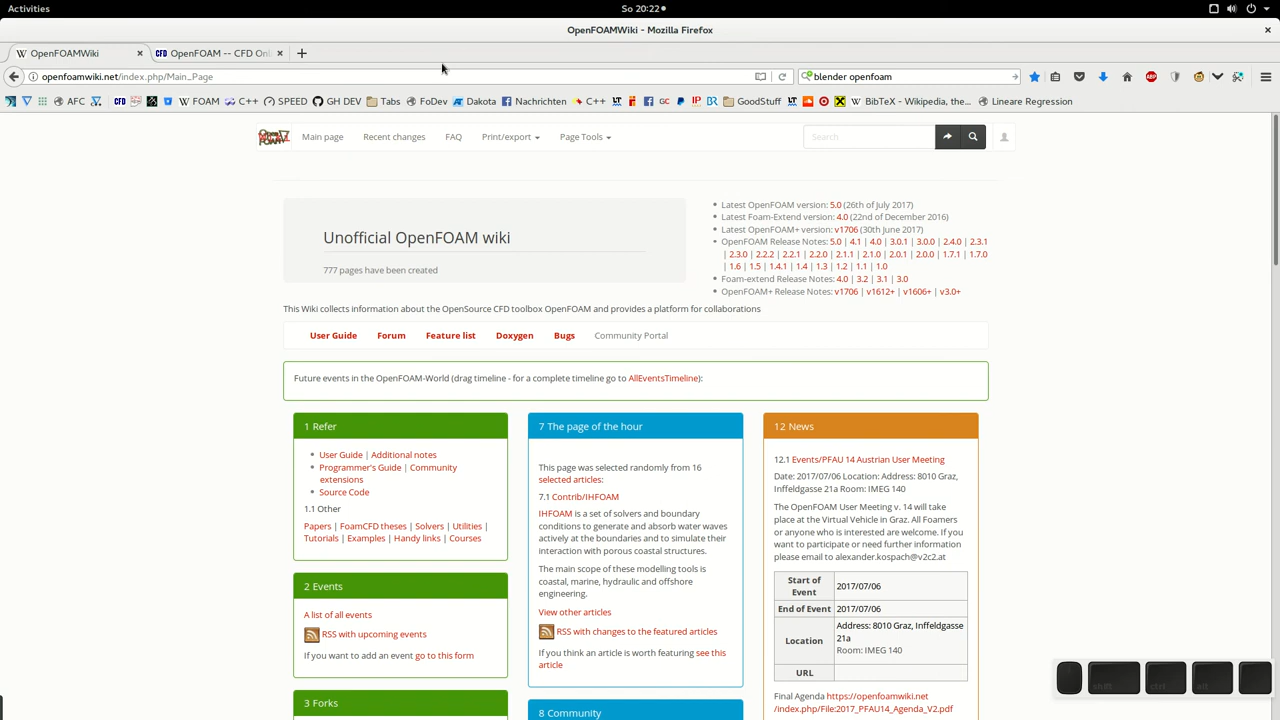 Activities
So 20:22
OpenFOAMWiki - Mozilla Firefox
OpenFOAMWiki
OpenFOAM -- CFD Onl
openfoamwiki.net/index.php/Main_Page
blender openfoam
AFC
CFD
FOAM
C++
SPEED
GH DEV
Tabs
FoDev
Dakota
Nachrichten
C++
GC
IP
BR
GoodStuff
BibTeX - Wikipedia, the...
Lineare Regression
Main page
Recent changes
FAQ
Print/export
Page Tools
Search
Unofficial OpenFOAM wiki
777 pages have been created
Latest OpenFOAM version: 5.0 (26th of July 2017)
Latest Foam-Extend version: 4.0 (22nd of December 2016)
Latest OpenFOAM+ version: v1706 (30th June 2017)
OpenFOAM Release Notes: 5.0 | 4.1 | 4.0 | 3.0.1 | 3.0.0 | 2.4.0 | 2.3.1
| 2.3.0 | 2.2.2 | 2.2.1 | 2.2.0 | 2.1.1 | 2.1.0 | 2.0.1 | 2.0.0 | 1.7.1 | 1.7.0
| 1.6 | 1.5 | 1.4.1 | 1.4 | 1.3 | 1.2 | 1.1 | 1.0
Foam-extend Release Notes: 4.0 | 3.2 | 3.1 | 3.0
OpenFOAM+ Release Notes: v1706 | v1612+ | v1606+ | v3.0+
This Wiki collects information about the OpenSource CFD toolbox OpenFOAM and provides a platform for collaborations
User Guide
Forum
Feature list
Doxygen
Bugs
Community Portal
Future events in the OpenFOAM-World (drag timeline - for a complete timeline go to AllEventsTimeline):
1 Refer
User Guide | Additional notes
Programmer's Guide | Community
extensions
Source Code
1.1 Other
Papers | FoamCFD theses | Solvers | Utilities |
Tutorials | Examples | Handy links | Courses
2 Events
A list of all events
RSS with upcoming events
If you want to add an event go to this form
3 Forks
7 The page of the hour
This page was selected randomly from 16
selected articles:
7.1 Contrib/IHFOAM
IHFOAM is a set of solvers and boundary
conditions to generate and absorb water waves
actively at the boundaries and to simulate their
interaction with porous coastal structures.
The main scope of these modelling tools is
coastal, marine, hydraulic and offshore
engineering.
View other articles
RSS with changes to the featured articles
If you think an article is worth featuring see this
article
8 Community
12 News
12.1 Events/PFAU 14 Austrian User Meeting
Date: 2017/07/06 Location: Address: 8010 Graz,
Inffeldgasse 21a Room: IMEG 140
The OpenFOAM User Meeting v. 14 will take
place at the Virtual Vehicle in Graz. All Foamers
or anyone who is interested are welcome. If you
want to participate or need further information
please email to alexander.kospach@v2c2.at
Start of
Event
2017/07/06
End of Event
2017/07/06
Location
Address: 8010 Graz, Inffeldgasse
21a
Room: IMEG 140
URL
Final Agenda https://openfoamwiki.net
/index.php/File:2017_PFAU14_Agenda_V2.pdf
shift
ctrl
alt